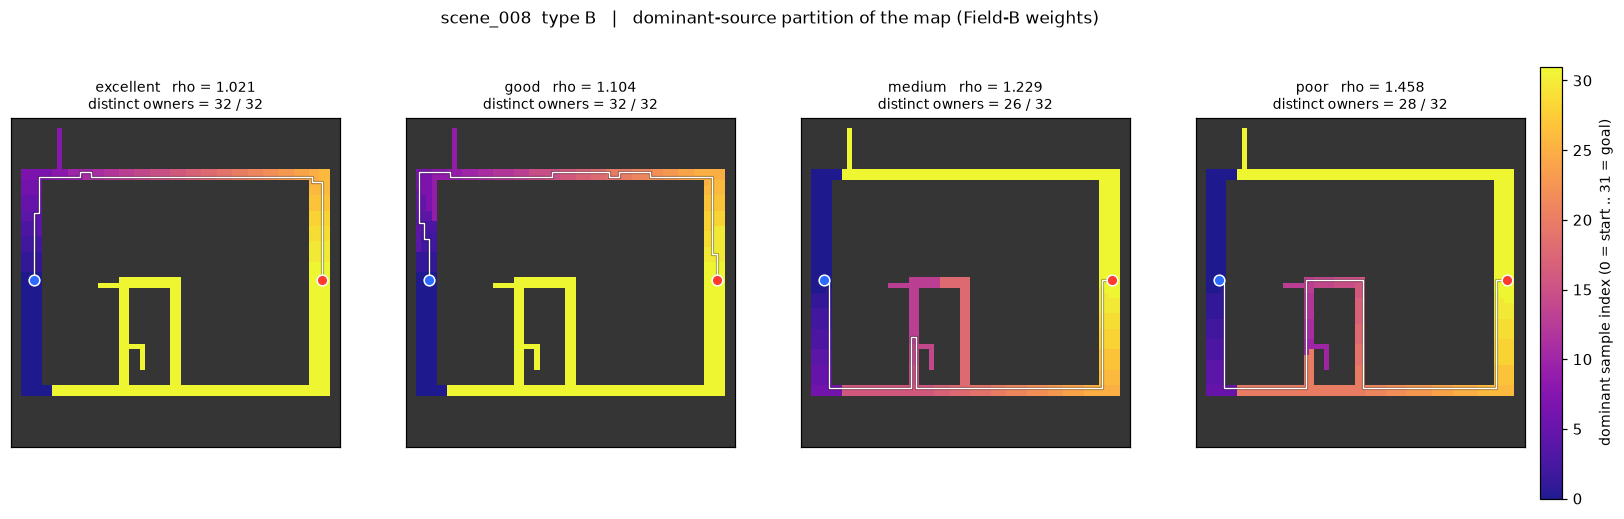 scene_008  type B   |   dominant-source partition of the map (Field-B weights)
excellent   rho = 1.021
distinct owners = 32 / 32
good   rho = 1.104
distinct owners = 32 / 32
medium   rho = 1.229
distinct owners = 26 / 32
poor   rho = 1.458
distinct owners = 28 / 32
30
25
20
15
10
5
0
dominant sample index (0 = start .. 31 = goal)